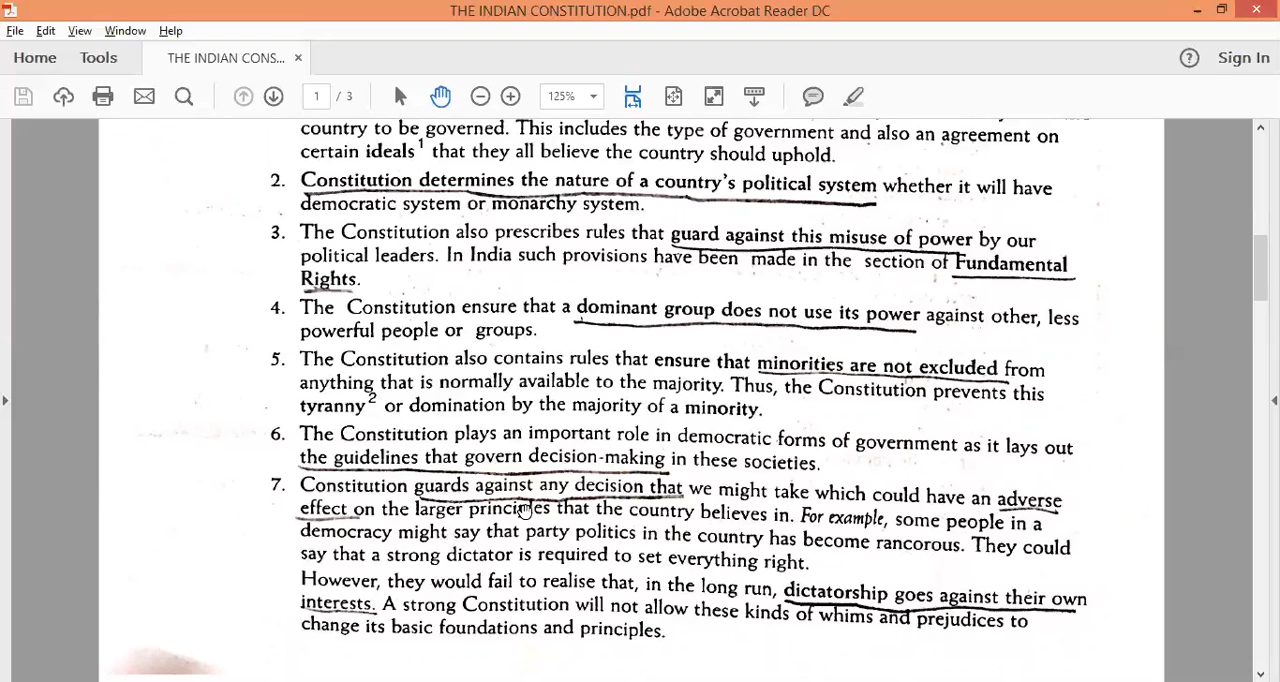 THE INDIAN CONSTITUTION.pdf - Adobe Acrobat Reader DC
File Edit View Window Help
Home Tools THE INDIAN CONS... × Sign In
1 / 3 125%
country to be governed. This includes the type of government and also an agreement on
certain ideals1 that they all believe the country should uphold.
2. Constitution determines the nature of a country's political system whether it will have
democratic system or monarchy system.
3. The Constitution also prescribes rules that guard against this misuse of power by our
political leaders. In India such provisions have been made in the section of Fundamental
Rights.
4. The Constitution ensure that a dominant group does not use its power against other, less
powerful people or groups.
5. The Constitution also contains rules that ensure that minorities are not excluded from
anything that is normally available to the majority. Thus, the Constitution prevents this
tyranny2 or domination by the majority of a minority.
6. The Constitution plays an important role in democratic forms of government as it lays out
the guidelines that govern decision-making in these societies.
7. Constitution guards against any decision that we might take which could have an adverse
effect on the larger principles that the country believes in. For example, some people in a
democracy might say that party politics in the country has become rancorous. They could
say that a strong dictator is required to set everything right.
However, they would fail to realise that, in the long run, dictatorship goes against their own
interests. A strong Constitution will not allow these kinds of whims and prejudices to
change its basic foundations and principles.